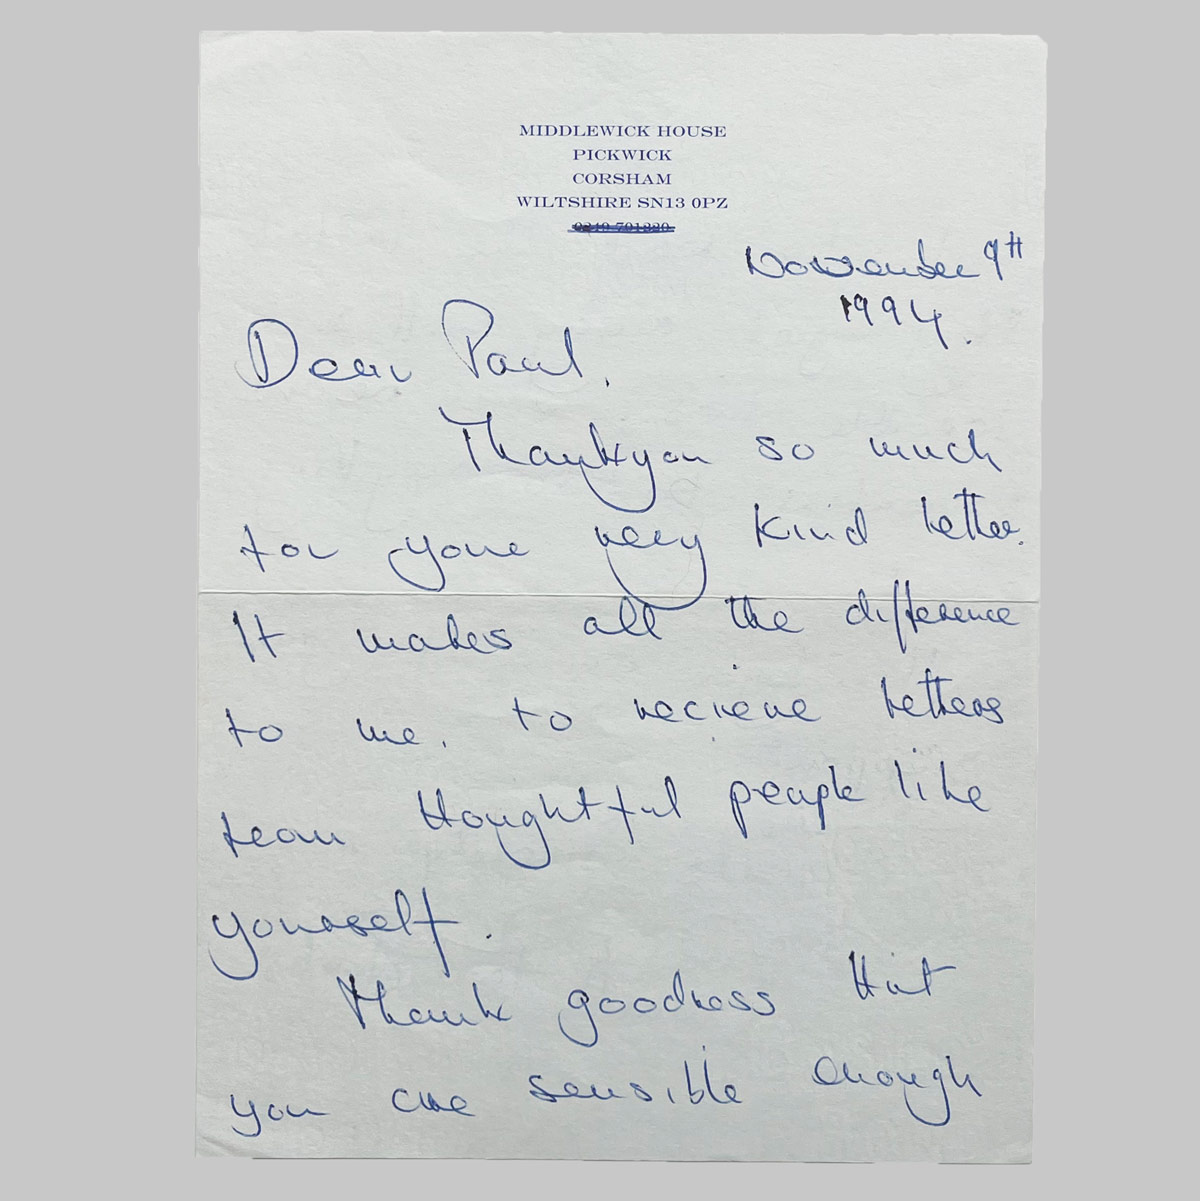 MIDDLEWICK HOUSE
PICKWICK
CORSHAM
WILTSHIRE SN13 0PZ
November 9TH
1994.
Dear Paul,
Thankyou so much
for your very kind letter.
It makes all the difference
to me, to recieve letters
from thoughtful people like
yourself.
Thank goodness that
you are sensible enough